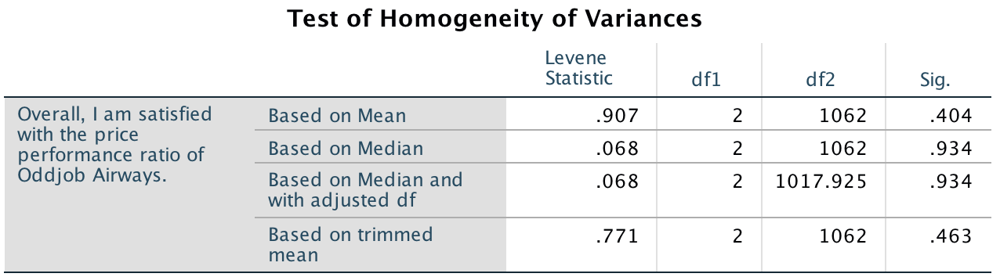 Test of Homogeneity of Variances
Levene Statistic df1 df2 Sig.
Overall, I am satisfied with the price performance ratio of Oddjob Airways.
Based on Mean .907 2 1062 .404
Based on Median .068 2 1062 .934
Based on Median and with adjusted df .068 2 1017.925 .934
Based on trimmed mean .771 2 1062 .463